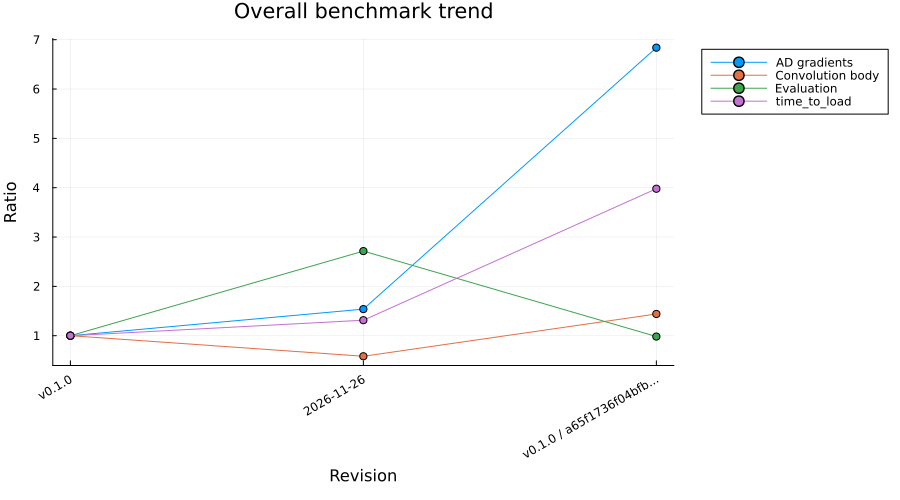 Overall benchmark trend
Ratio
7
6
5
4
3
2
1
v0.1.0
2026-11-26
v0.1.0 / a65f1736f04bfb...
Revision
AD gradients
Convolution body
Evaluation
time_to_load